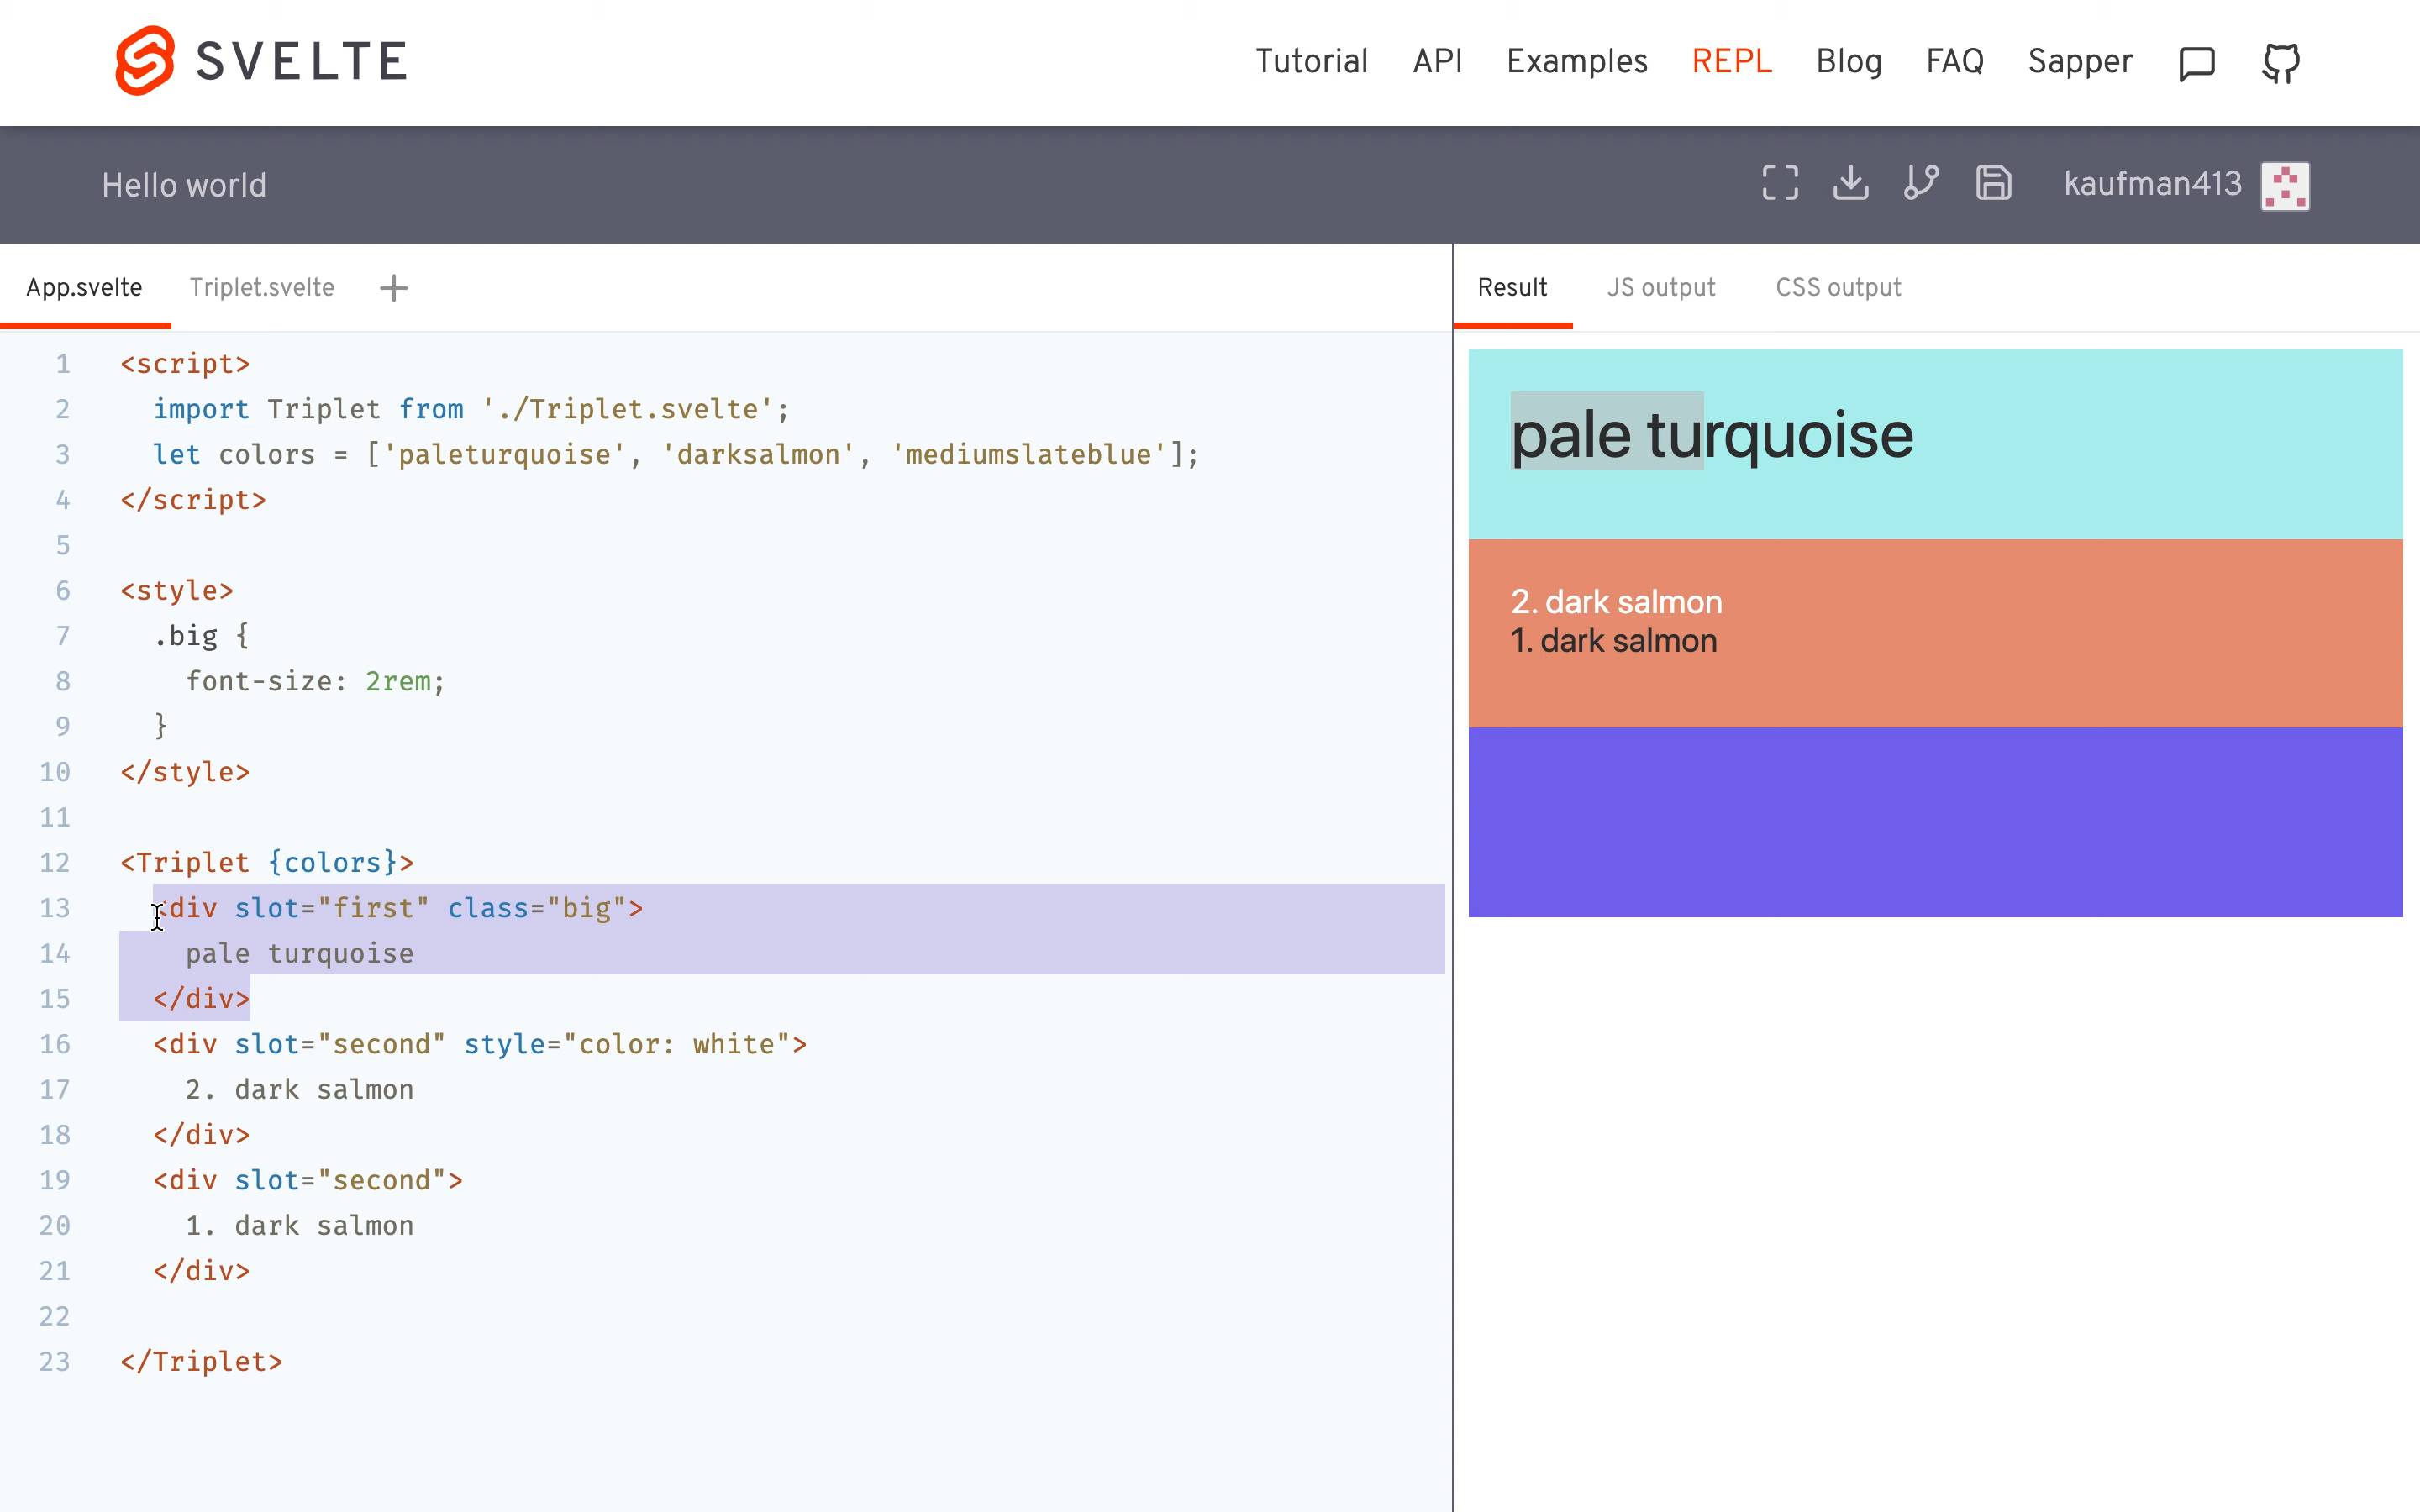 SVELTE
Tutorial API Examples REPL Blog FAQ Sapper
Hello world
kaufman413
App.svelte Triplet.svelte +
Result JS output CSS output
1 <script>
2 import Triplet from './Triplet.svelte';
3 let colors = ['paleturquoise', 'darksalmon', 'mediumslateblue'];
4 </script>
5
6 <style>
7 .big {
8 font-size: 2rem;
9 }
10 </style>
11
12 <Triplet {colors}>
13 <div slot="first" class="big">
14 pale turquoise
15 </div>
16 <div slot="second" style="color: white">
17 2. dark salmon
18 </div>
19 <div slot="second">
20 1. dark salmon
21 </div>
22
23 </Triplet>
pale turquoise
2. dark salmon
1. dark salmon